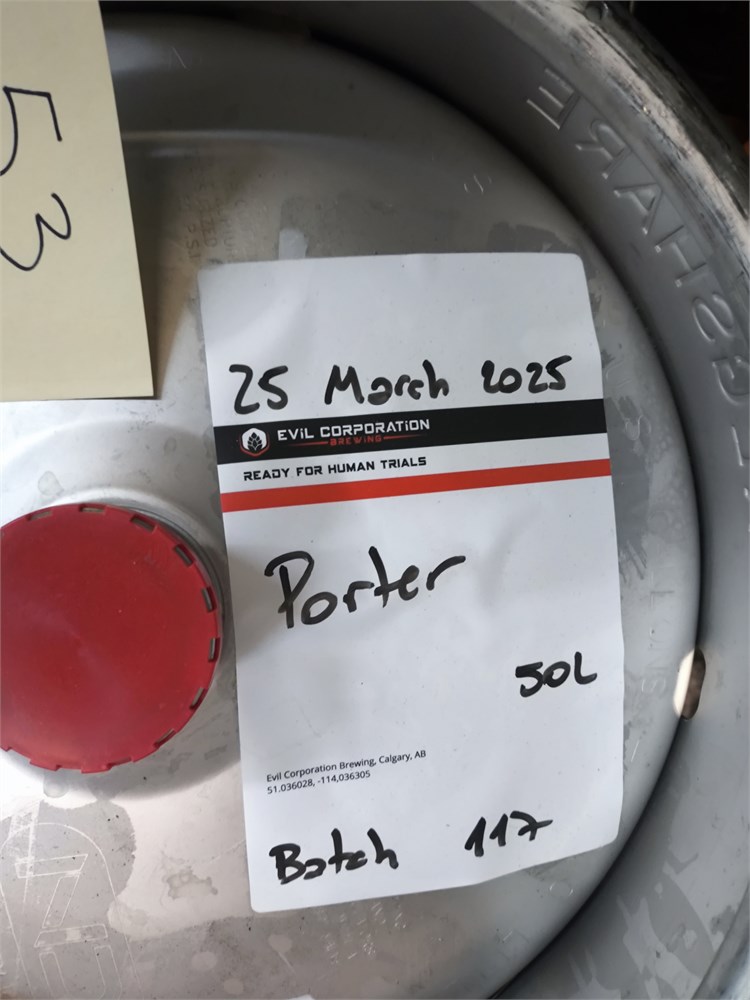 53
25 March 2025
EViL CORPORATiON
BREWiNG
READY FOR HUMAN TRIALS
Porter
50L
Evil Corporation Brewing, Calgary, AB
51.036028, -114,036305
Batch 117